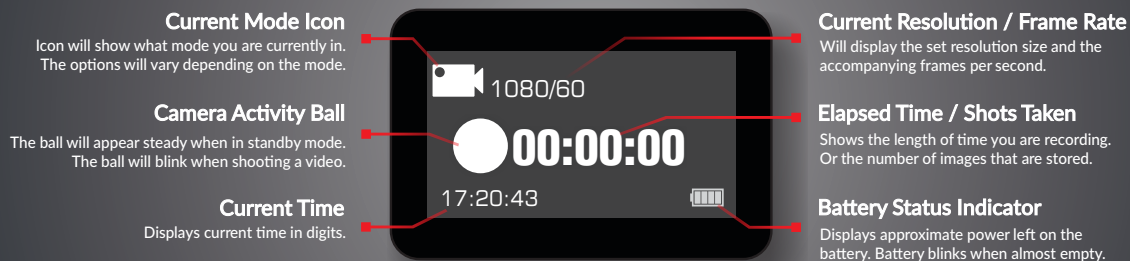 Current Mode Icon
Icon will show what mode you are currently in.
The options will vary depending on the mode.
Camera Activity Ball
The ball will appear steady when in standby mode.
The ball will blink when shooting a video.
Current Time
Displays current time in digits.
1080/60
00:00:00
17:20:43
Current Resolution / Frame Rate
Will display the set resolution size and the
accompanying frames per second.
Elapsed Time / Shots Taken
Shows the length of time you are recording.
Or the number of images that are stored.
Battery Status Indicator
Displays approximate power left on the
battery. Battery blinks when almost empty.